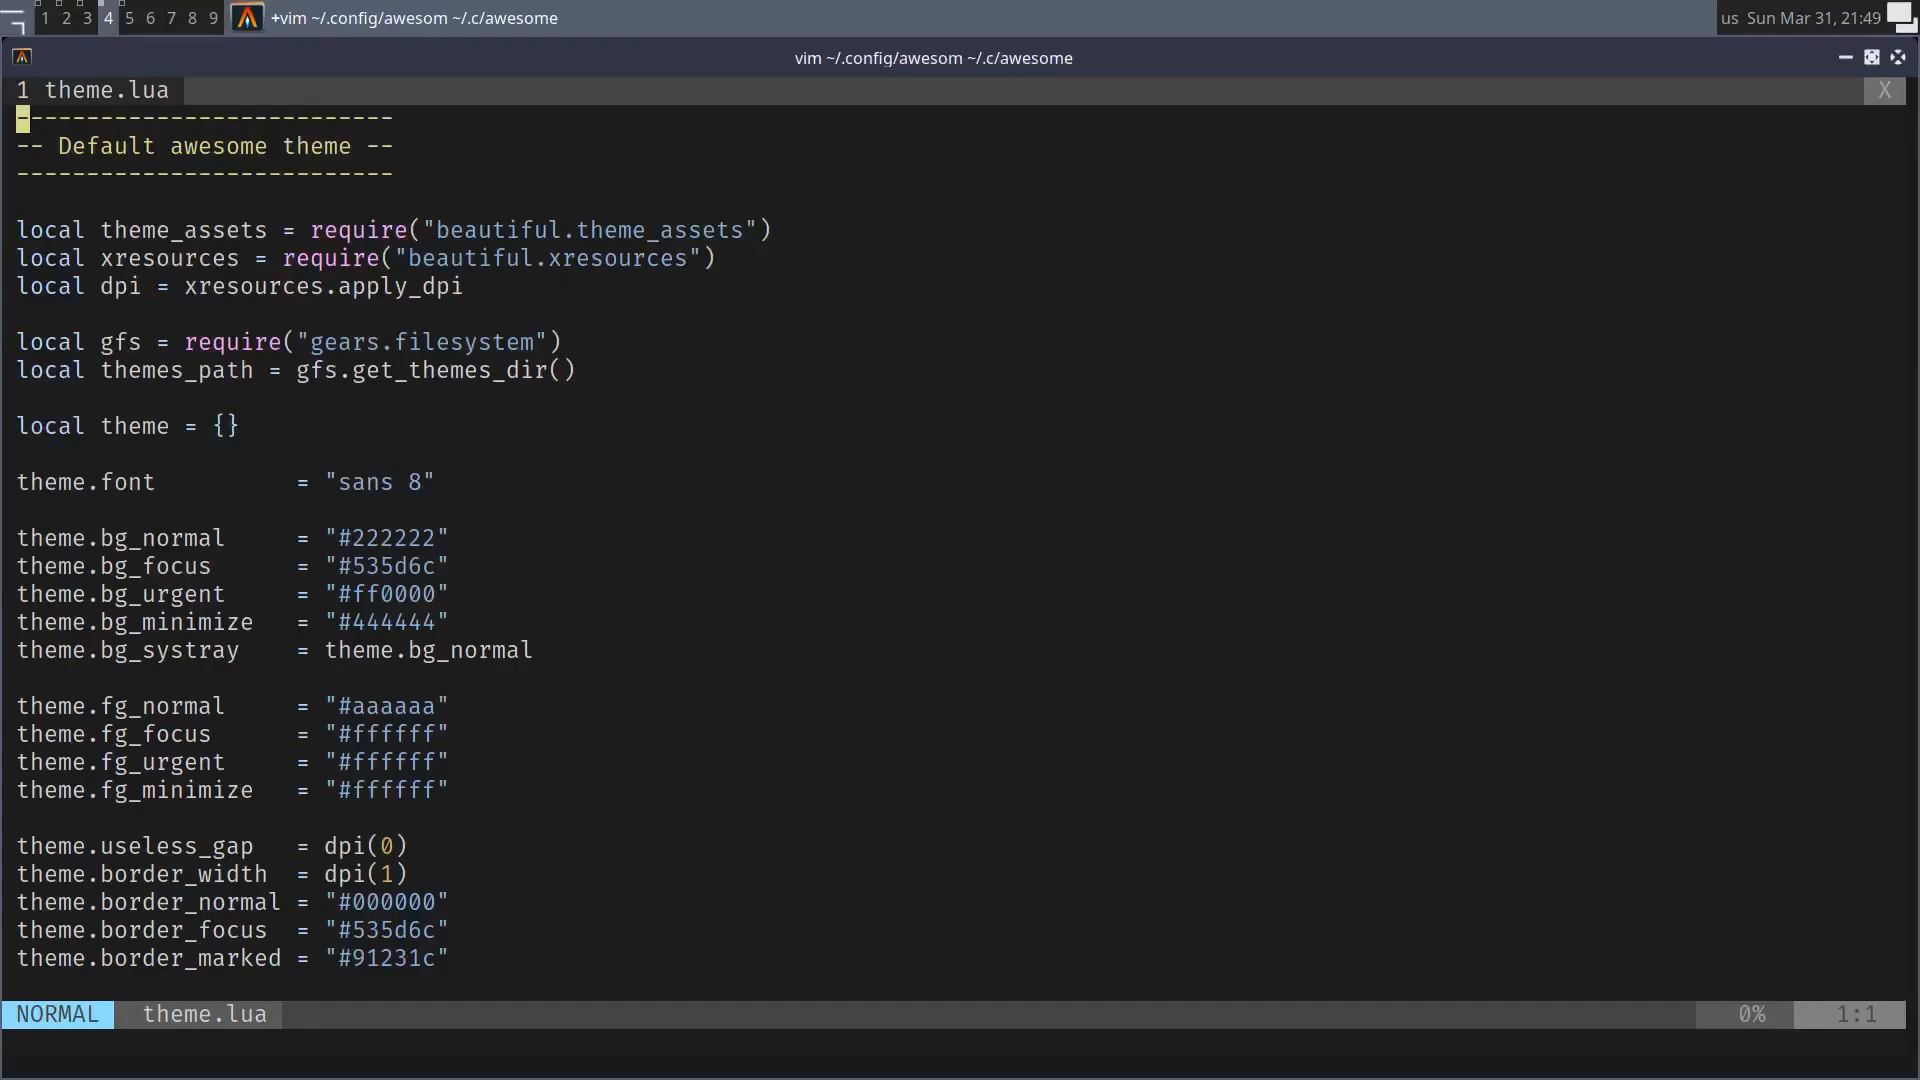 1 2 3 4 5 6 7 8 9 +vim ~/.config/awesom ~/.c/awesome us Sun Mar 31, 21:49
vim ~/.config/awesom ~/.c/awesome
1 theme.lua X
---------------------------
-- Default awesome theme --
---------------------------
local theme_assets = require("beautiful.theme_assets")
local xresources = require("beautiful.xresources")
local dpi = xresources.apply_dpi
local gfs = require("gears.filesystem")
local themes_path = gfs.get_themes_dir()
local theme = {}
theme.font          = "sans 8"
theme.bg_normal     = "#222222"
theme.bg_focus      = "#535d6c"
theme.bg_urgent     = "#ff0000"
theme.bg_minimize   = "#444444"
theme.bg_systray    = theme.bg_normal
theme.fg_normal     = "#aaaaaa"
theme.fg_focus      = "#ffffff"
theme.fg_urgent     = "#ffffff"
theme.fg_minimize   = "#ffffff"
theme.useless_gap   = dpi(0)
theme.border_width  = dpi(1)
theme.border_normal = "#000000"
theme.border_focus  = "#535d6c"
theme.border_marked = "#91231c"
NORMAL theme.lua 0% 1:1